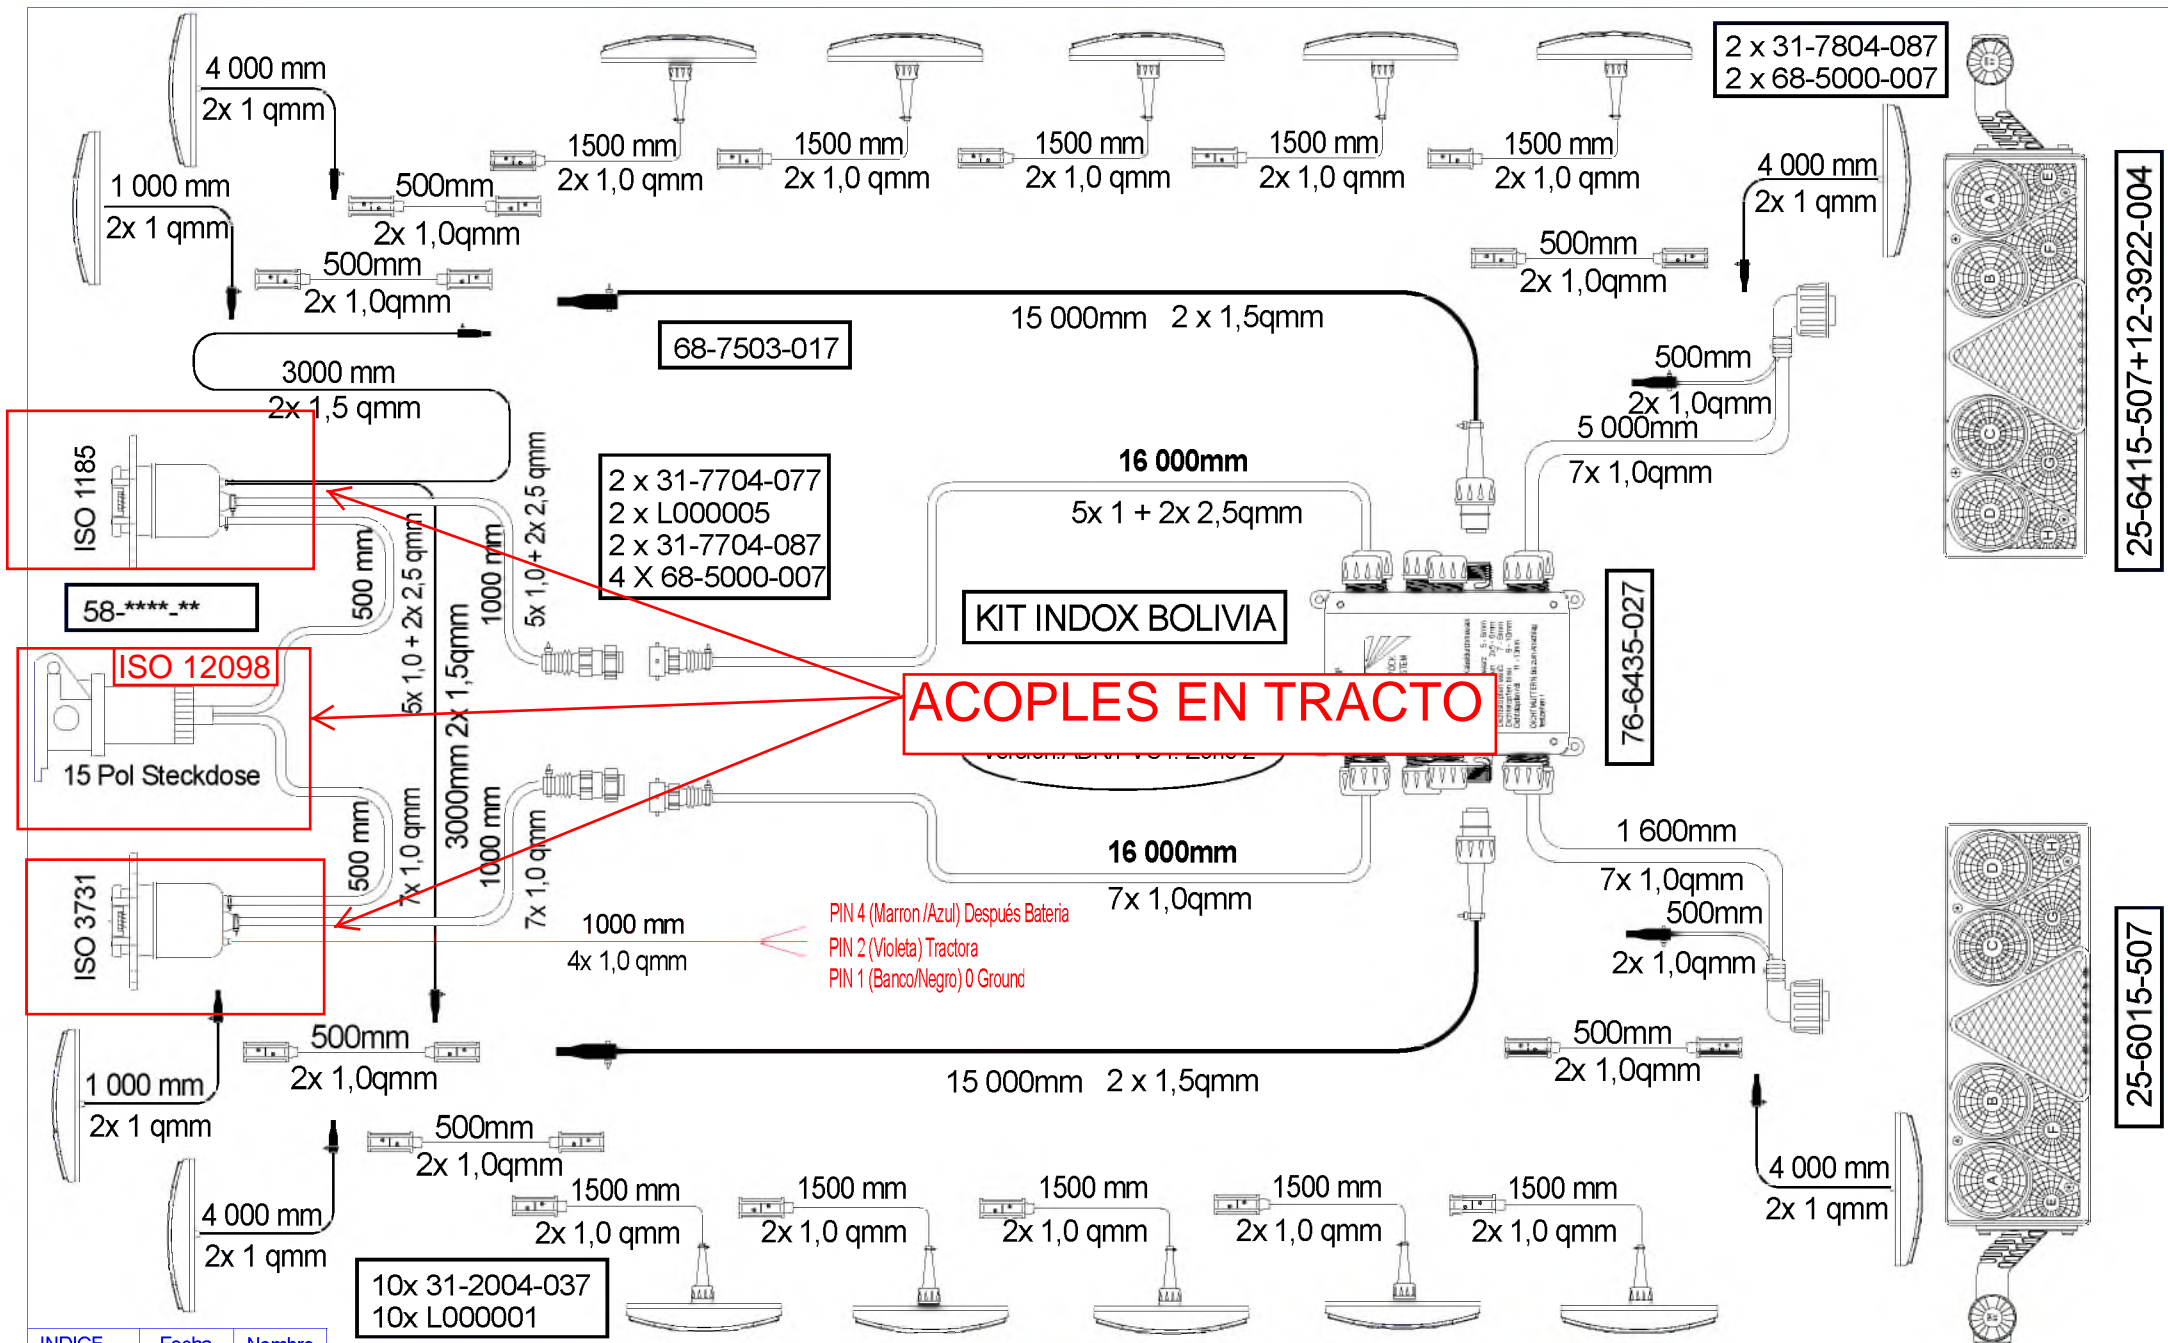 4 000 mm
2x 1 qmm
1 000 mm
2x 1 qmm
500mm
2x 1,0qmm
500mm
2x 1,0qmm
1500 mm
2x 1,0 qmm
1500 mm
2x 1,0 qmm
1500 mm
2x 1,0 qmm
1500 mm
2x 1,0 qmm
1500 mm
2x 1,0 qmm
2 x 31-7804-087
2 x 68-5000-007
4 000 mm
2x 1 qmm
500mm
2x 1,0qmm
15 000mm 2 x 1,5qmm
68-7503-017
3000 mm
2x 1,5 qmm
500mm
2x 1,0qmm
5 000mm
7x 1,0qmm
25-6415-507+12-3922-004
A
B
C
D
E
F
G
H
ISO 1185
58-****-**
500 mm
5x 1,0 + 2x 2,5 qmm
3000mm 2x 1,5qmm
1000 mm
5x 1,0 + 2x 2,5 qmm
2 x 31-7704-077
2 x L000005
2 x 31-7704-087
4 X 68-5000-007
16 000mm
5x 1 + 2x 2,5qmm
KIT INDOX BOLIVIA
76-6435-027
ISO 12098
15 Pol Steckdose
ACOPLES EN TRACTO
500 mm
7x 1,0 qmm
1000 mm
7x 1,0 qmm
16 000mm
7x 1,0qmm
ISO 3731
1000 mm
4x 1,0 qmm
PIN 4 (Marron /Azul) Después Bateria
PIN 2 (Violeta) Tractora
PIN 1 (Banco/Negro) 0 Ground
1 600mm
7x 1,0qmm
500mm
2x 1,0qmm
500mm
2x 1,0qmm
25-6015-507
D
C
B
A
H
G
F
E
15 000mm 2 x 1,5qmm
500mm
2x 1,0qmm
1 000 mm
2x 1 qmm
500mm
2x 1,0qmm
4 000 mm
2x 1 qmm
1500 mm
2x 1,0 qmm
1500 mm
2x 1,0 qmm
1500 mm
2x 1,0 qmm
1500 mm
2x 1,0 qmm
1500 mm
2x 1,0 qmm
4 000 mm
2x 1 qmm
10x 31-2004-037
10x L000001
INDICE Fecha Nombre